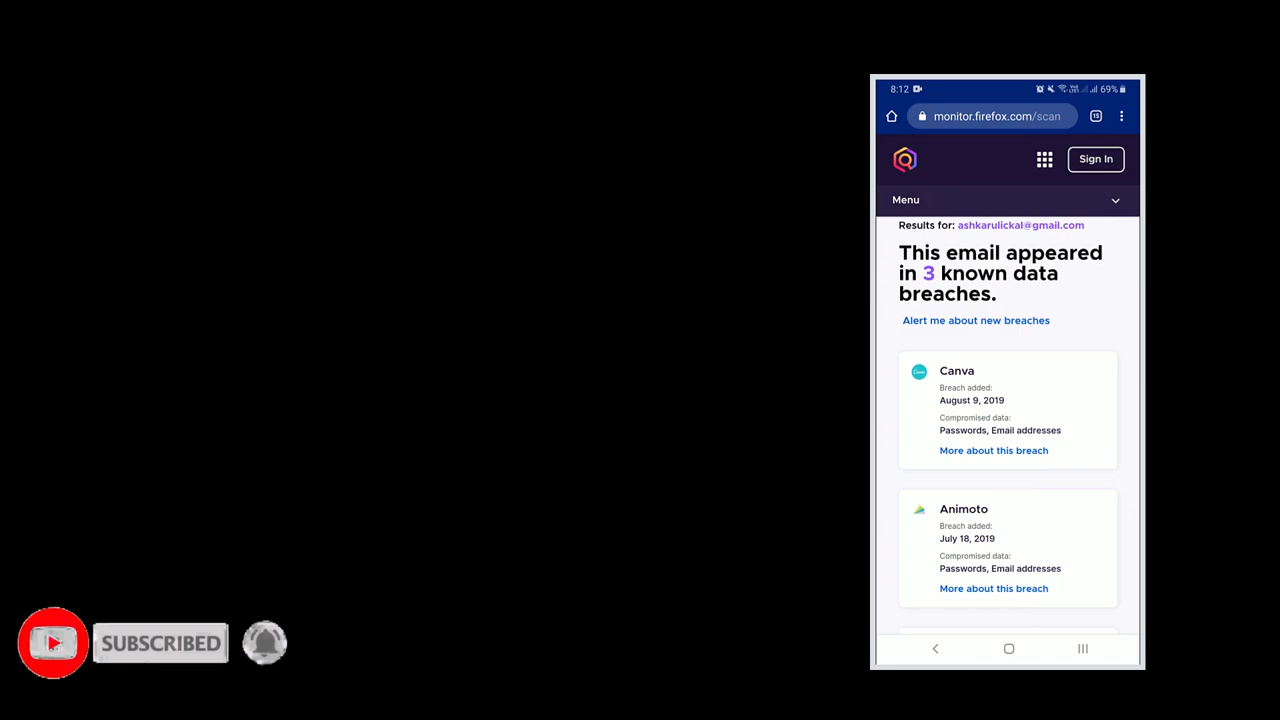 8:12
69%
monitor.firefox.com/scan
15
Sign In
Menu
Results for: ashkarulickal@gmail.com
This email appeared
in 3 known data
breaches.
Alert me about new breaches
Canva
Breach added:
August 9, 2019
Compromised data:
Passwords, Email addresses
More about this breach
Animoto
Breach added:
July 18, 2019
Compromised data:
Passwords, Email addresses
More about this breach
SUBSCRIBED